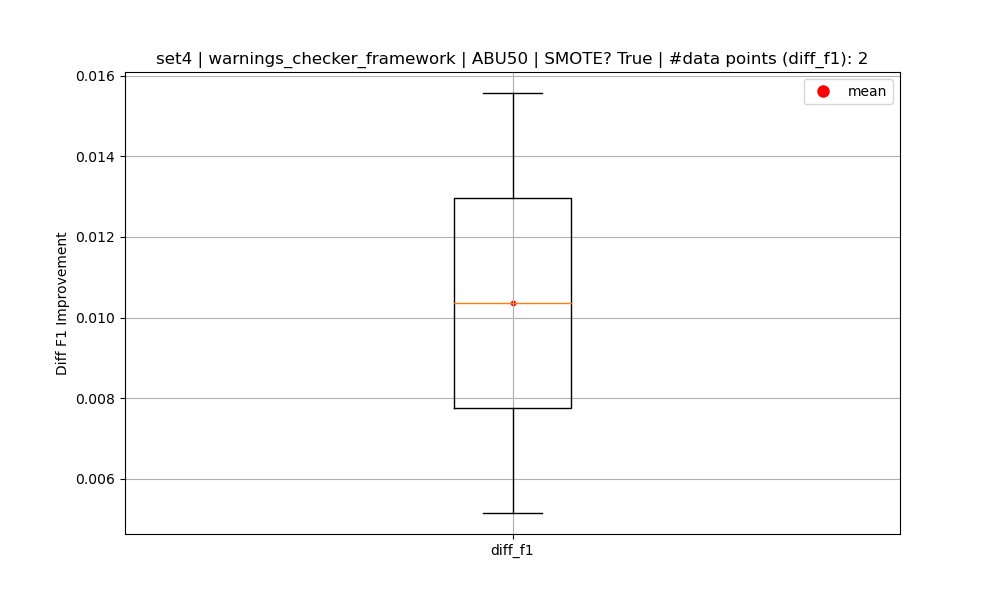 set4 | warnings_checker_framework | ABU50 | SMOTE? True | #data points (diff_f1): 2
mean
Diff F1 Improvement
0.016
0.014
0.012
0.010
0.008
0.006
diff_f1